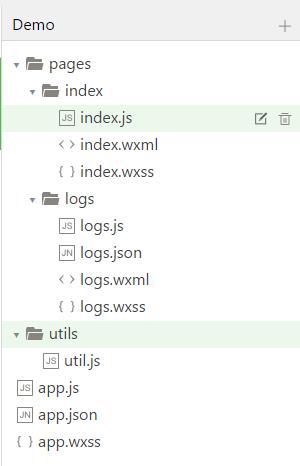 Demo
pages
index
JS index.js
<> index.wxml
{ } index.wxss
logs
JS logs.js
JN logs.json
<> logs.wxml
{ } logs.wxss
utils
JS util.js
JS app.js
JN app.json
{ } app.wxss